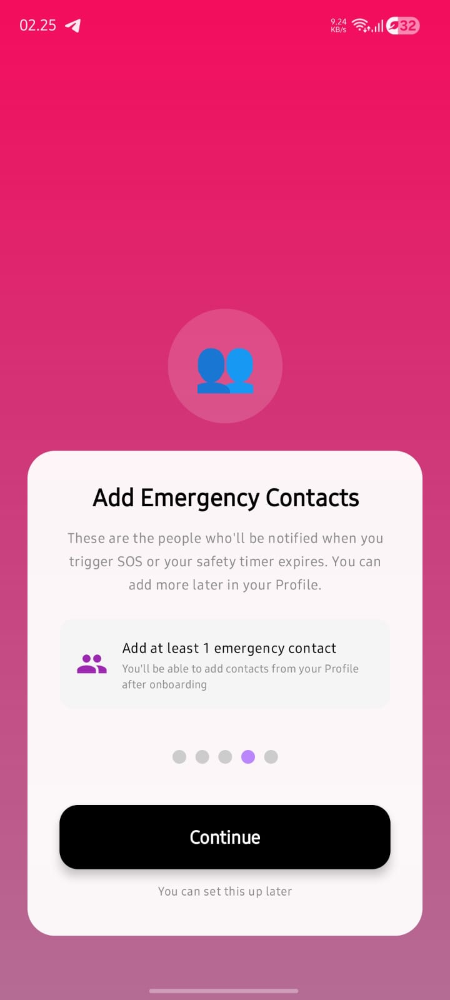 02.25
9.24
KB/s
32
Add Emergency Contacts
These are the people who'll be notified when you
trigger SOS or your safety timer expires. You can
add more later in your Profile.
Add at least 1 emergency contact
You'll be able to add contacts from your Profile
after onboarding
Continue
You can set this up later